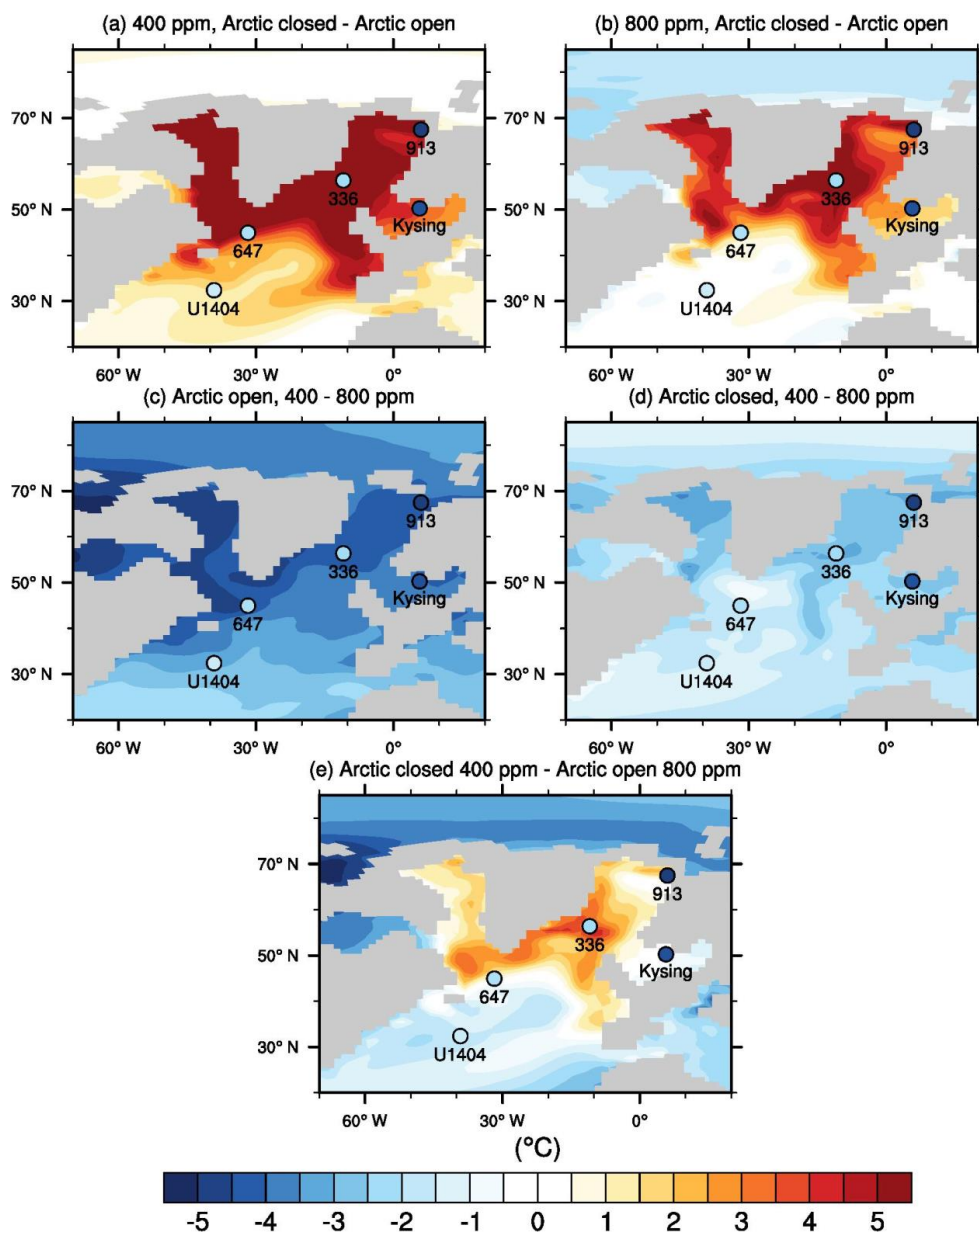 (a) 400 ppm, Arctic closed - Arctic open
(b) 800 ppm, Arctic closed - Arctic open
70° N
50° N
30° N
913
336
Kysing
647
U1404
60° W
30° W
0°
70° N
50° N
30° N
913
336
Kysing
647
U1404
60° W
30° W
0°
(c) Arctic open, 400 - 800 ppm
(d) Arctic closed, 400 - 800 ppm
70° N
50° N
30° N
913
336
Kysing
647
U1404
60° W
30° W
0°
70° N
50° N
30° N
913
336
Kysing
647
U1404
60° W
30° W
0°
(e) Arctic closed 400 ppm - Arctic open 800 ppm
70° N
50° N
30° N
913
336
Kysing
647
U1404
60° W
30° W
0°
(°C)
-5 -4 -3 -2 -1 0 1 2 3 4 5